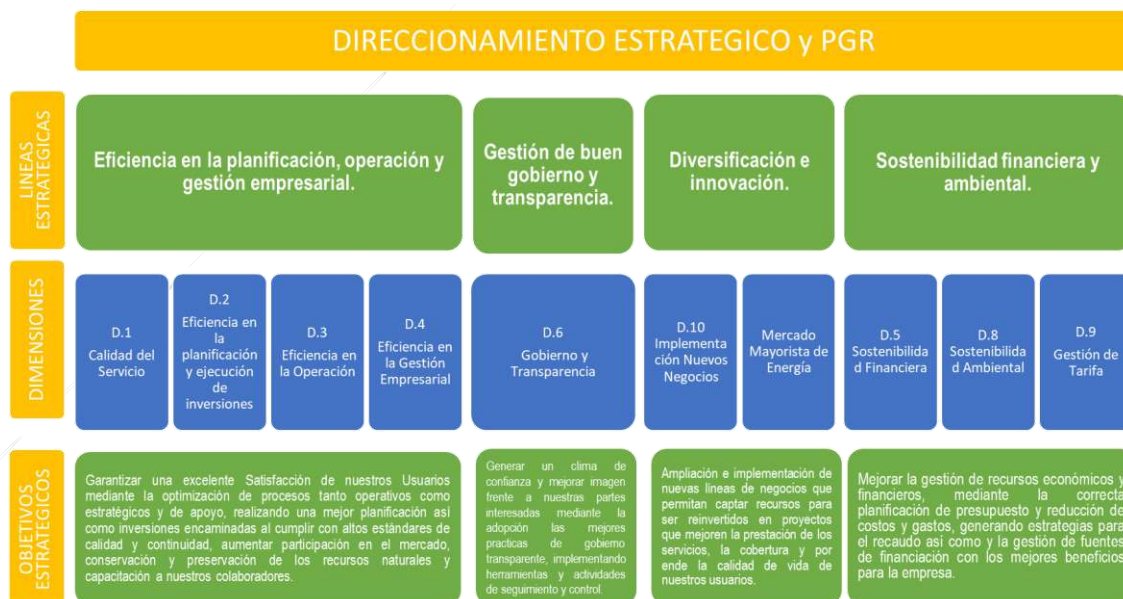 DIRECCIONAMIENTO ESTRATEGICO y PGR
LINEAS
ESTRATEGICAS
Eficiencia en la planificación, operación y
gestión empresarial.
Gestión de buen
gobierno y
transparencia.
Diversificación e
innovación.
Sostenibilidad financiera y
ambiental.
DIMENSIONES
D.1
Calidad del
Servicio
D.2
Eficiencia en
la
planificación
y ejecución
de
inversiones
D.3
Eficiencia en
la Operación
D.4
Eficiencia en
la Gestión
Empresarial
D.6
Gobierno y
Transparencia
D.10
Implementa
ción Nuevos
Negocios
Mercado
Mayorista de
Energía
D.5
Sostenibilida
d Financiera
D.8
Sostenibilida
d Ambiental
D.9
Gestión de
Tarifa
OBJETIVOS
ESTRATEGICOS
Garantizar una excelente Satisfacción de nuestros Usuarios
mediante la optimización de procesos tanto operativos como
estratégicos y de apoyo, realizando una mejor planificación así
como inversiones encaminadas al cumplir con altos estándares de
calidad y continuidad, aumentar participación en el mercado,
conservación y preservación de los recursos naturales y
capacitación a nuestros colaboradores.
Generar un clima de
confianza y mejorar imagen
frente a nuestras partes
interesadas mediante la
adopción las mejores
practicas de gobierno
transparente, implementando
herramientas y actividades
de seguimiento y control.
Ampliación e implementación de
nuevas líneas de negocios que
permitan captar recursos para
ser reinvertidos en proyectos
que mejoren la prestación de los
servicios, la cobertura y por
ende la calidad de vida de
nuestros usuarios.
Mejorar la gestión de recursos económicos y
financieros, mediante la correcta
planificación de presupuesto y reducción de
costos y gastos, generando estrategias para
el recaudo así como y la gestión de fuentes
de financiación con los mejores beneficios
para la empresa.